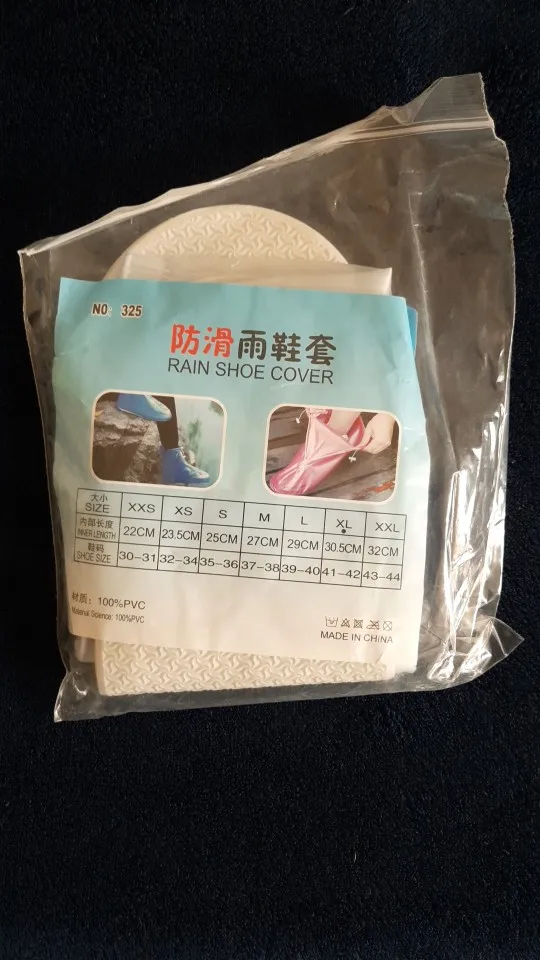 NO: 325
防滑雨鞋套
RAIN SHOE COVER
大小 SIZE XXS XS S M L XL XXL
内部长度 INNER LENGTH 22CM 23.5CM 25CM 27CM 29CM 30.5CM 32CM
鞋码 SHOE SIZE 30-31 32-34 35-36 37-38 39-40 41-42 43-44
材质：100%PVC
Material Science: 100%PVC
MADE IN CHINA